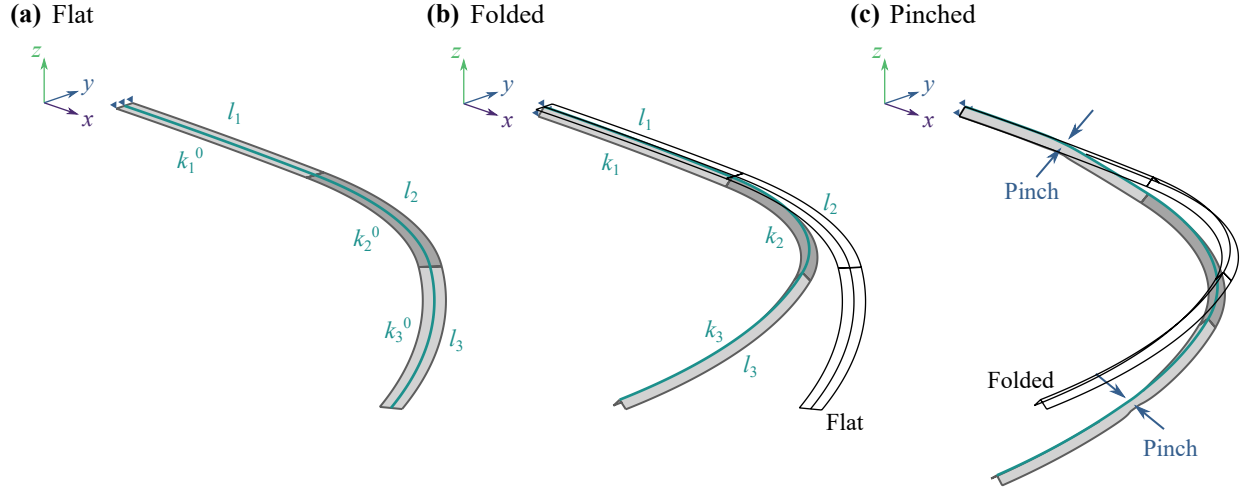 (a) Flat
z
y
x
l₁
k₁⁰
l₂
k₂⁰
k₃⁰
l₃
(b) Folded
z
y
x
l₁
k₁
l₂
k₂
k₃
l₃
Flat
(c) Pinched
z
y
x
Pinch
Folded
Pinch